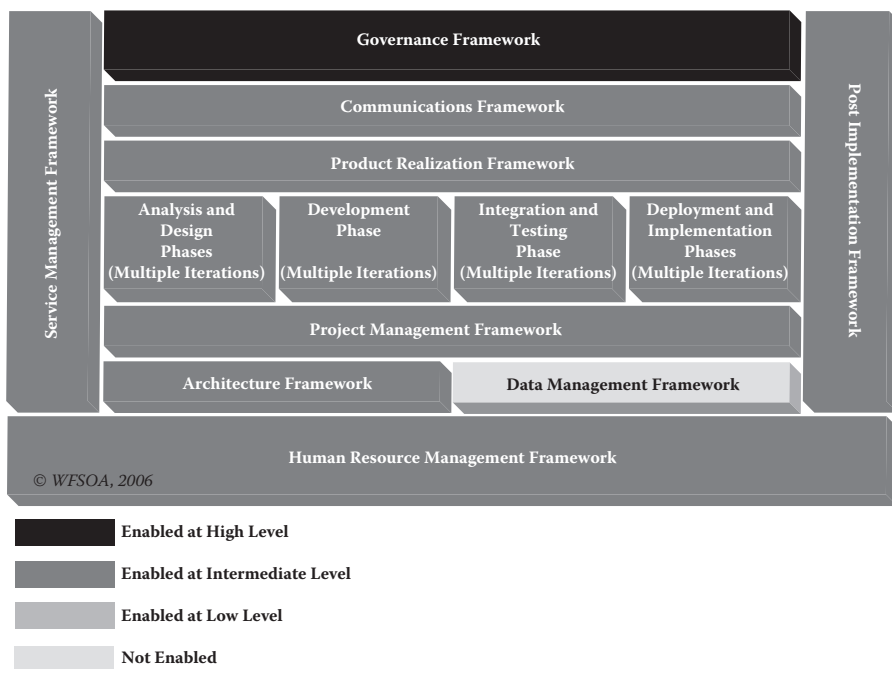 Governance Framework
Communications Framework
Product Realization Framework
Service Management Framework
Post Implementation Framework
Analysis and
Design
Phases
(Multiple Iterations)
Development
Phase
(Multiple Iterations)
Integration and
Testing
Phase
(Multiple Iterations)
Deployment and
Implementation
Phases
(Multiple Iterations)
Project Management Framework
Architecture Framework
Data Management Framework
Human Resource Management Framework
© WFSOA, 2006
Enabled at High Level
Enabled at Intermediate Level
Enabled at Low Level
Not Enabled